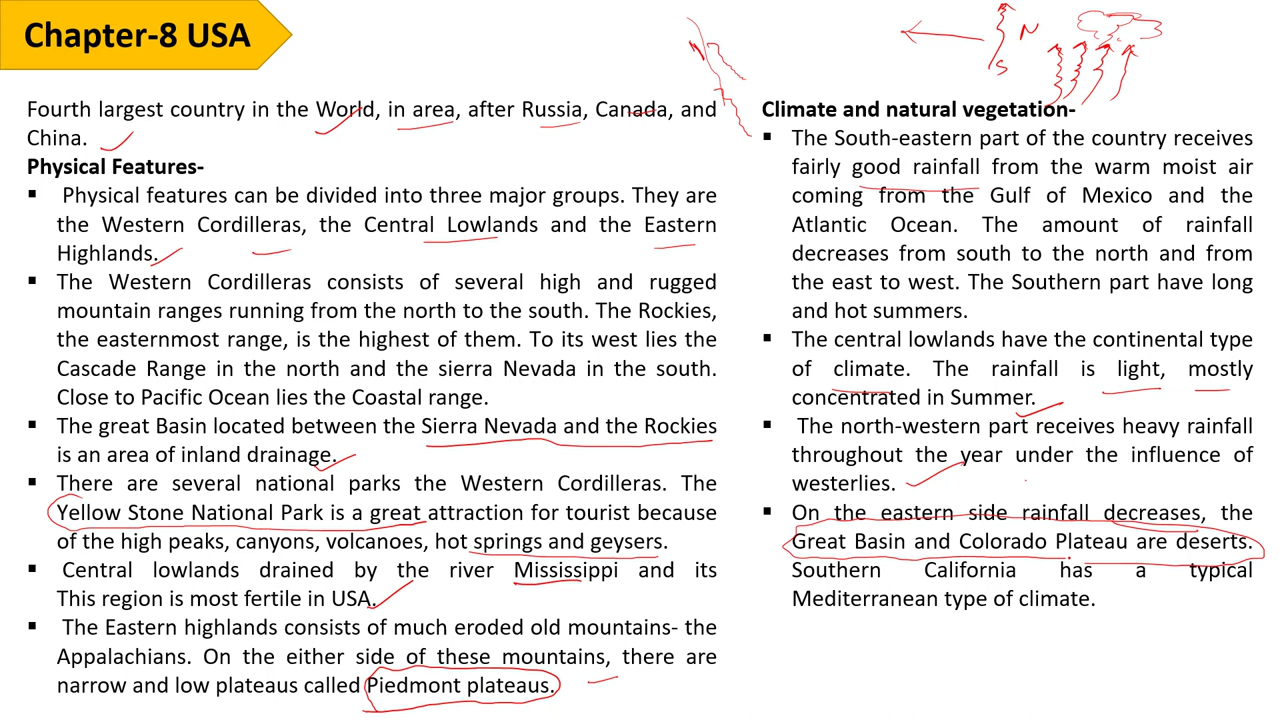 Chapter-8 USA
Fourth largest country in the World, in area, after Russia, Canada, and
China.
Physical Features-
▪ Physical features can be divided into three major groups. They are
the Western Cordilleras, the Central Lowlands and the Eastern
Highlands.
▪ The Western Cordilleras consists of several high and rugged
mountain ranges running from the north to the south. The Rockies,
the easternmost range, is the highest of them. To its west lies the
Cascade Range in the north and the sierra Nevada in the south.
Close to Pacific Ocean lies the Coastal range.
▪ The great Basin located between the Sierra Nevada and the Rockies
is an area of inland drainage.
▪ There are several national parks the Western Cordilleras. The
Yellow Stone National Park is a great attraction for tourist because
of the high peaks, canyons, volcanoes, hot springs and geysers.
▪ Central lowlands drained by the river Mississippi and its
This region is most fertile in USA.
▪ The Eastern highlands consists of much eroded old mountains- the
Appalachians. On the either side of these mountains, there are
narrow and low plateaus called Piedmont plateaus.
N
S
Climate and natural vegetation-
▪ The South-eastern part of the country receives
fairly good rainfall from the warm moist air
coming from the Gulf of Mexico and the
Atlantic Ocean. The amount of rainfall
decreases from south to the north and from
the east to west. The Southern part have long
and hot summers.
▪ The central lowlands have the continental type
of climate. The rainfall is light, mostly
concentrated in Summer.
▪ The north-western part receives heavy rainfall
throughout the year under the influence of
westerlies.
▪ On the eastern side rainfall decreases, the
Great Basin and Colorado Plateau are deserts.
Southern California has a typical
Mediterranean type of climate.